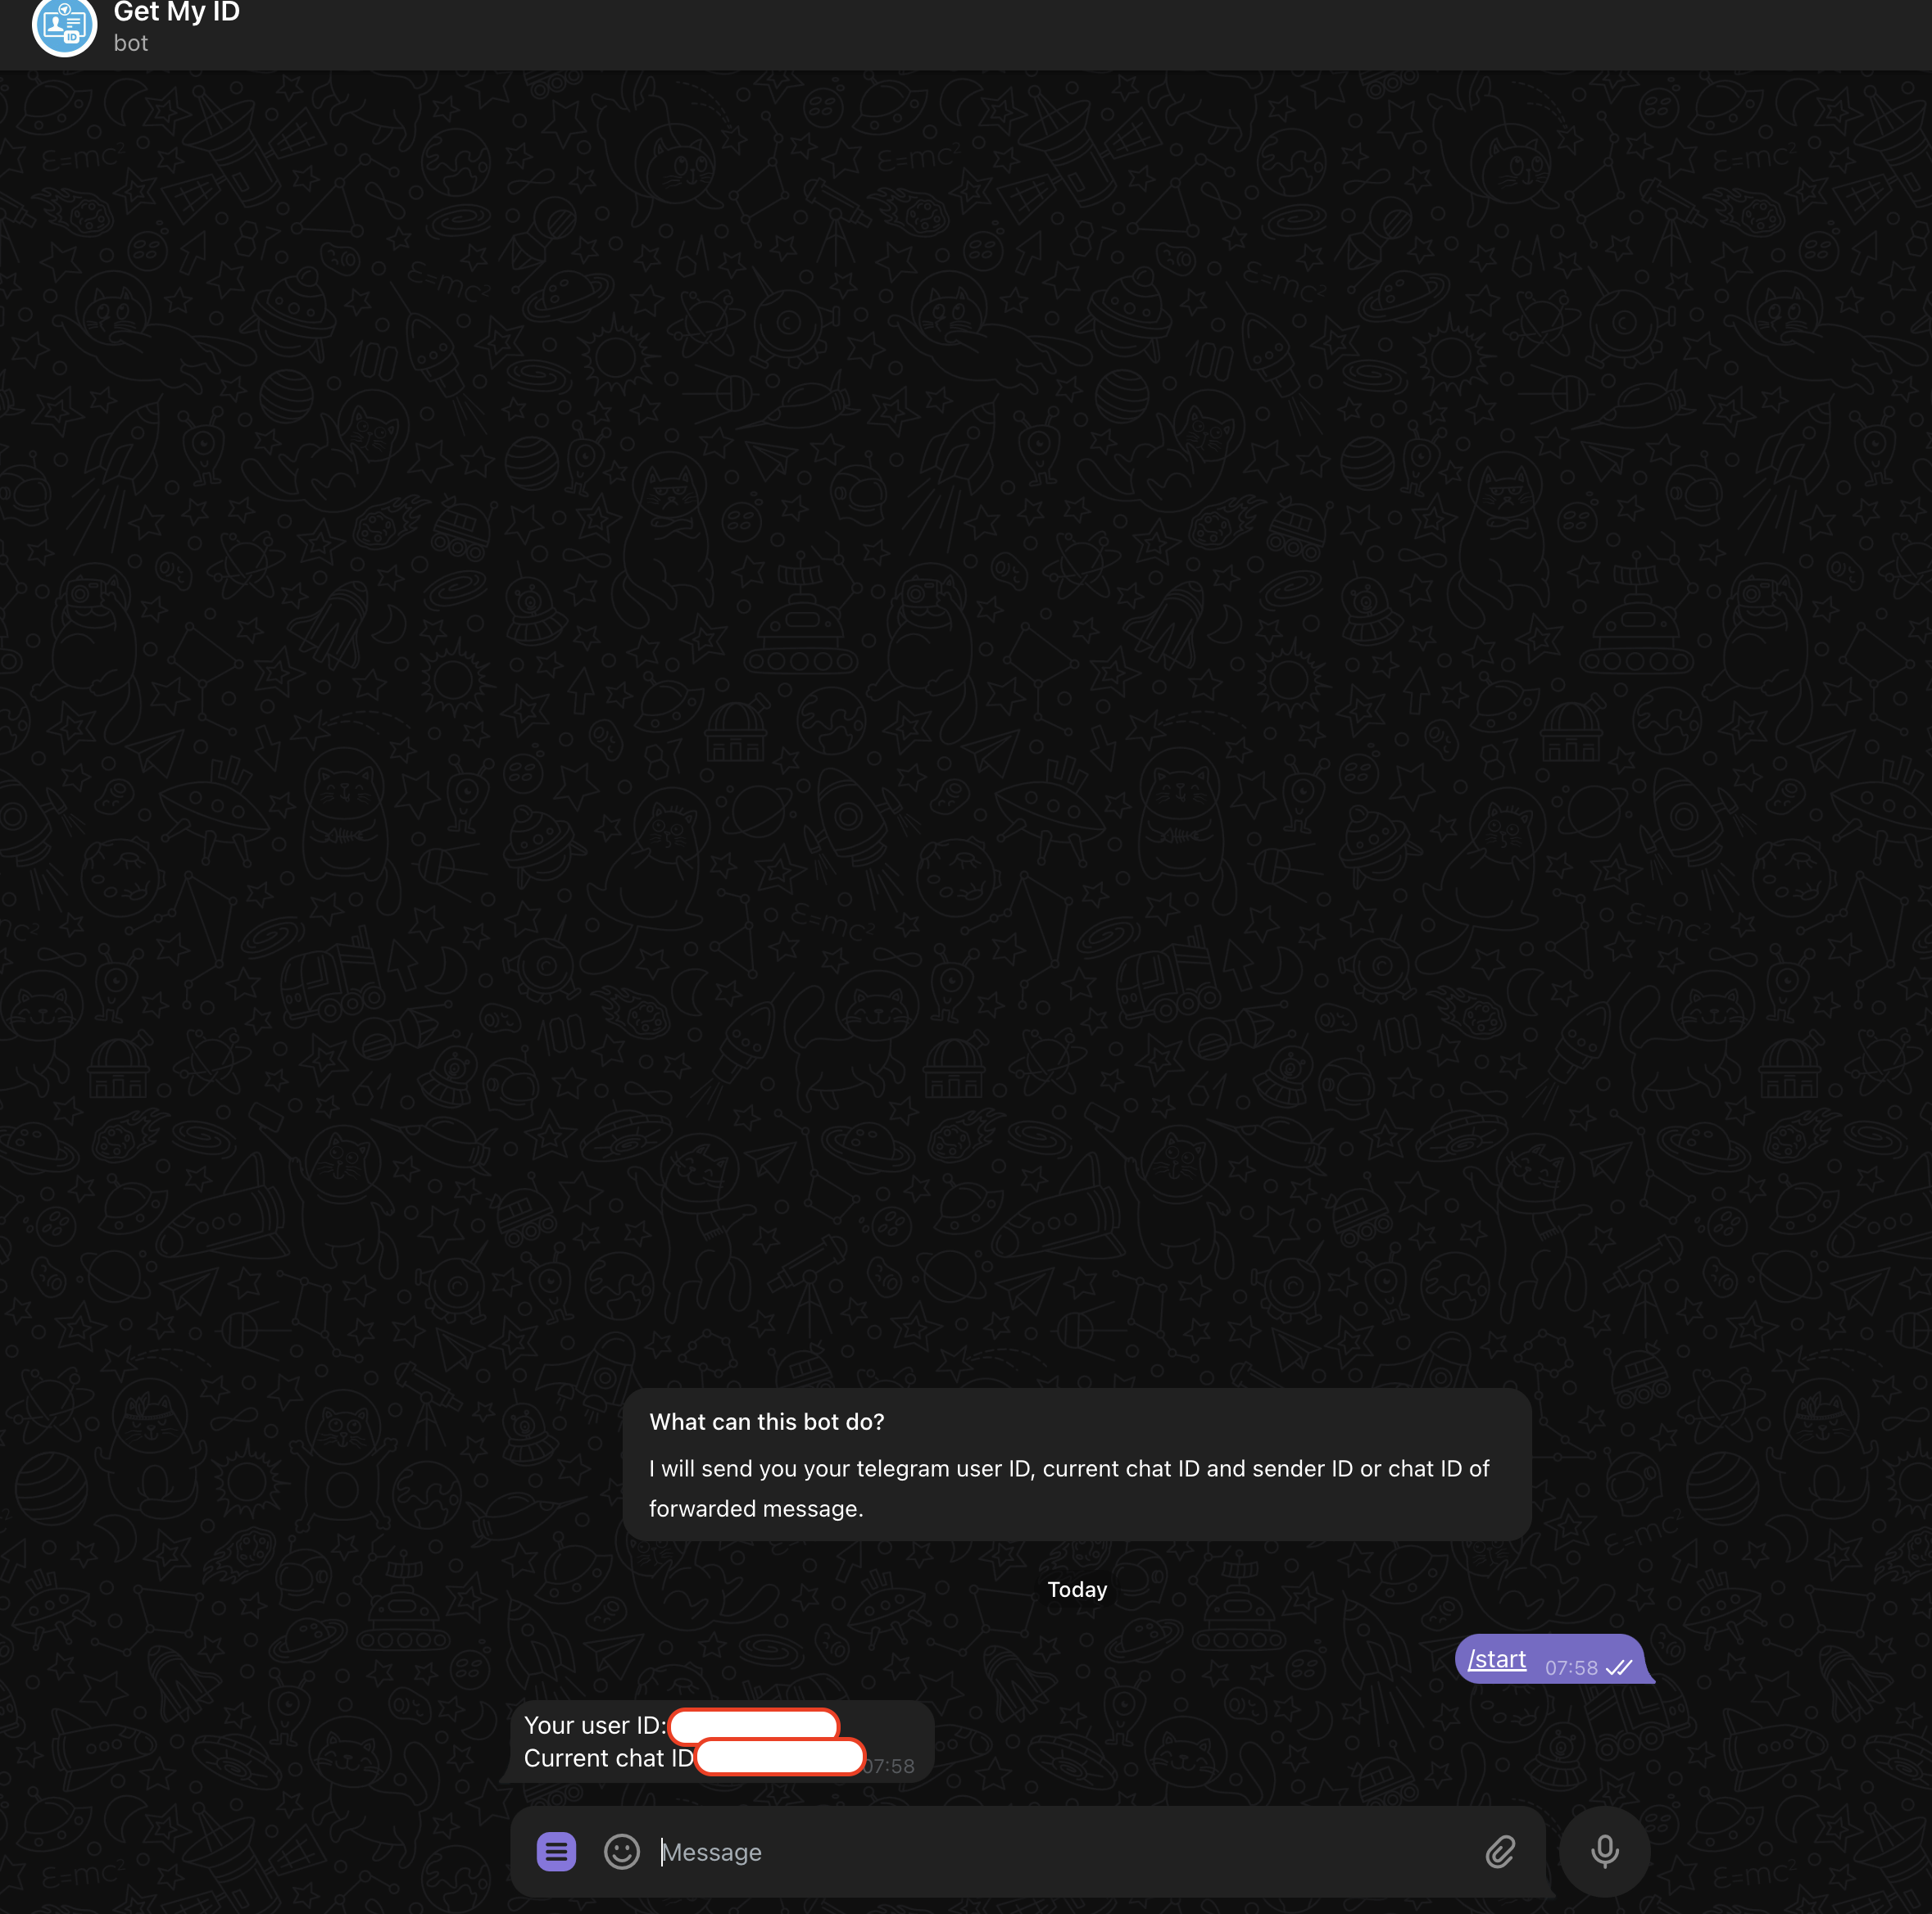 Get My ID
bot
What can this bot do?
I will send you your telegram user ID, current chat ID and sender ID or chat ID of
forwarded message.
Today
/start 07:58
Your user ID:
Current chat ID
07:58
Message